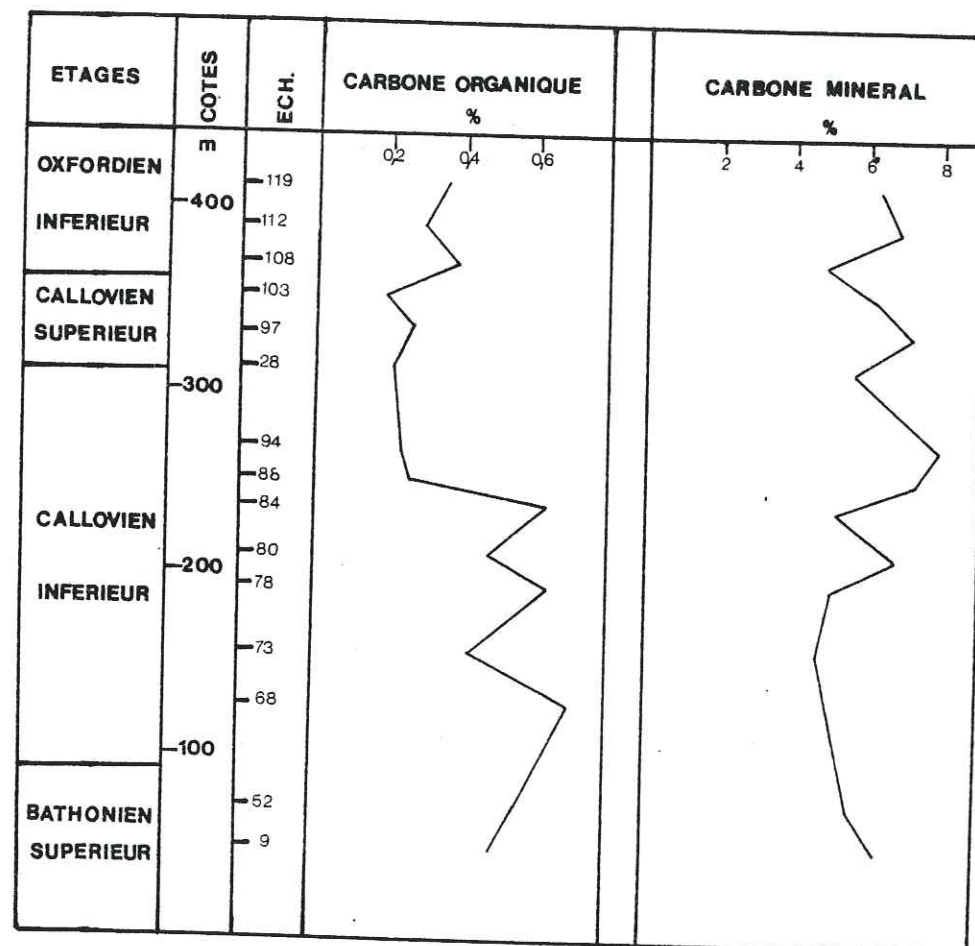 ETAGES
COTES
m
ECH.
CARBONE ORGANIQUE
%
CARBONE MINERAL
%
0,2 0,4 0,6
2 4 6 8
OXFORDIEN
INFERIEUR
CALLOVIEN
SUPERIEUR
CALLOVIEN
INFERIEUR
BATHONIEN
SUPERIEUR
400
300
200
100
119
112
108
103
97
28
94
88
84
80
78
73
68
52
9